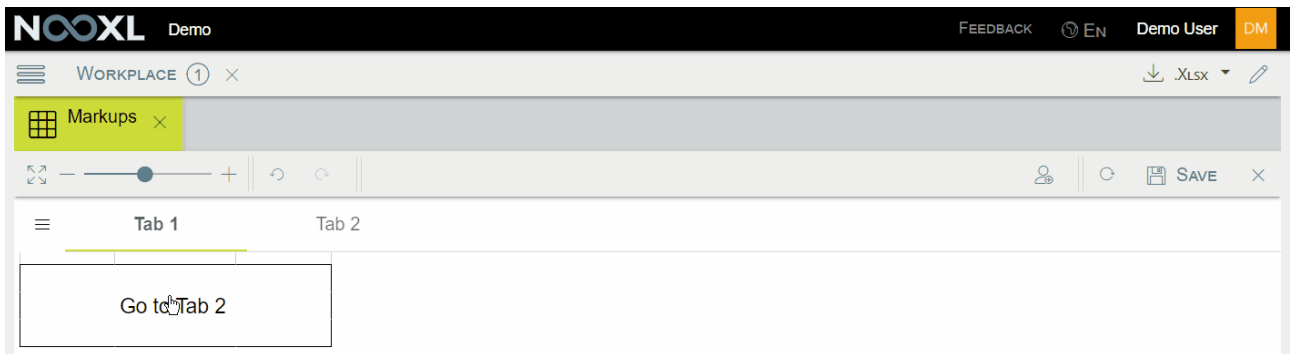 NOOXL Demo FEEDBACK EN Demo User DM
WORKPLACE 1 .XLSX
Markups
SAVE
Tab 1 Tab 2
Go to Tab 2